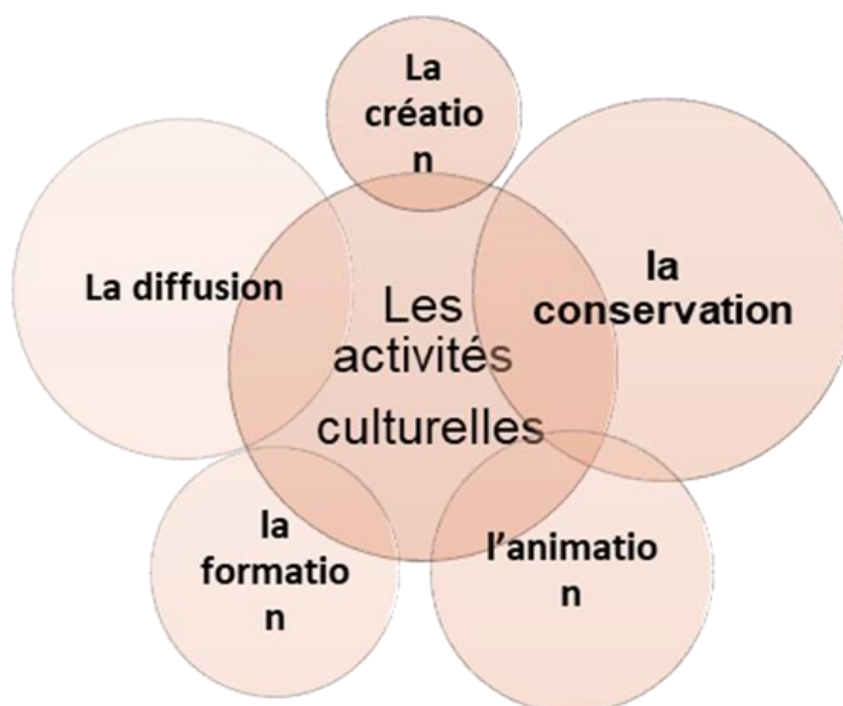 La
créatio
n
la
conservation
La diffusion
Les
activités
culturelles
la
formatio
n
l’animatio
n